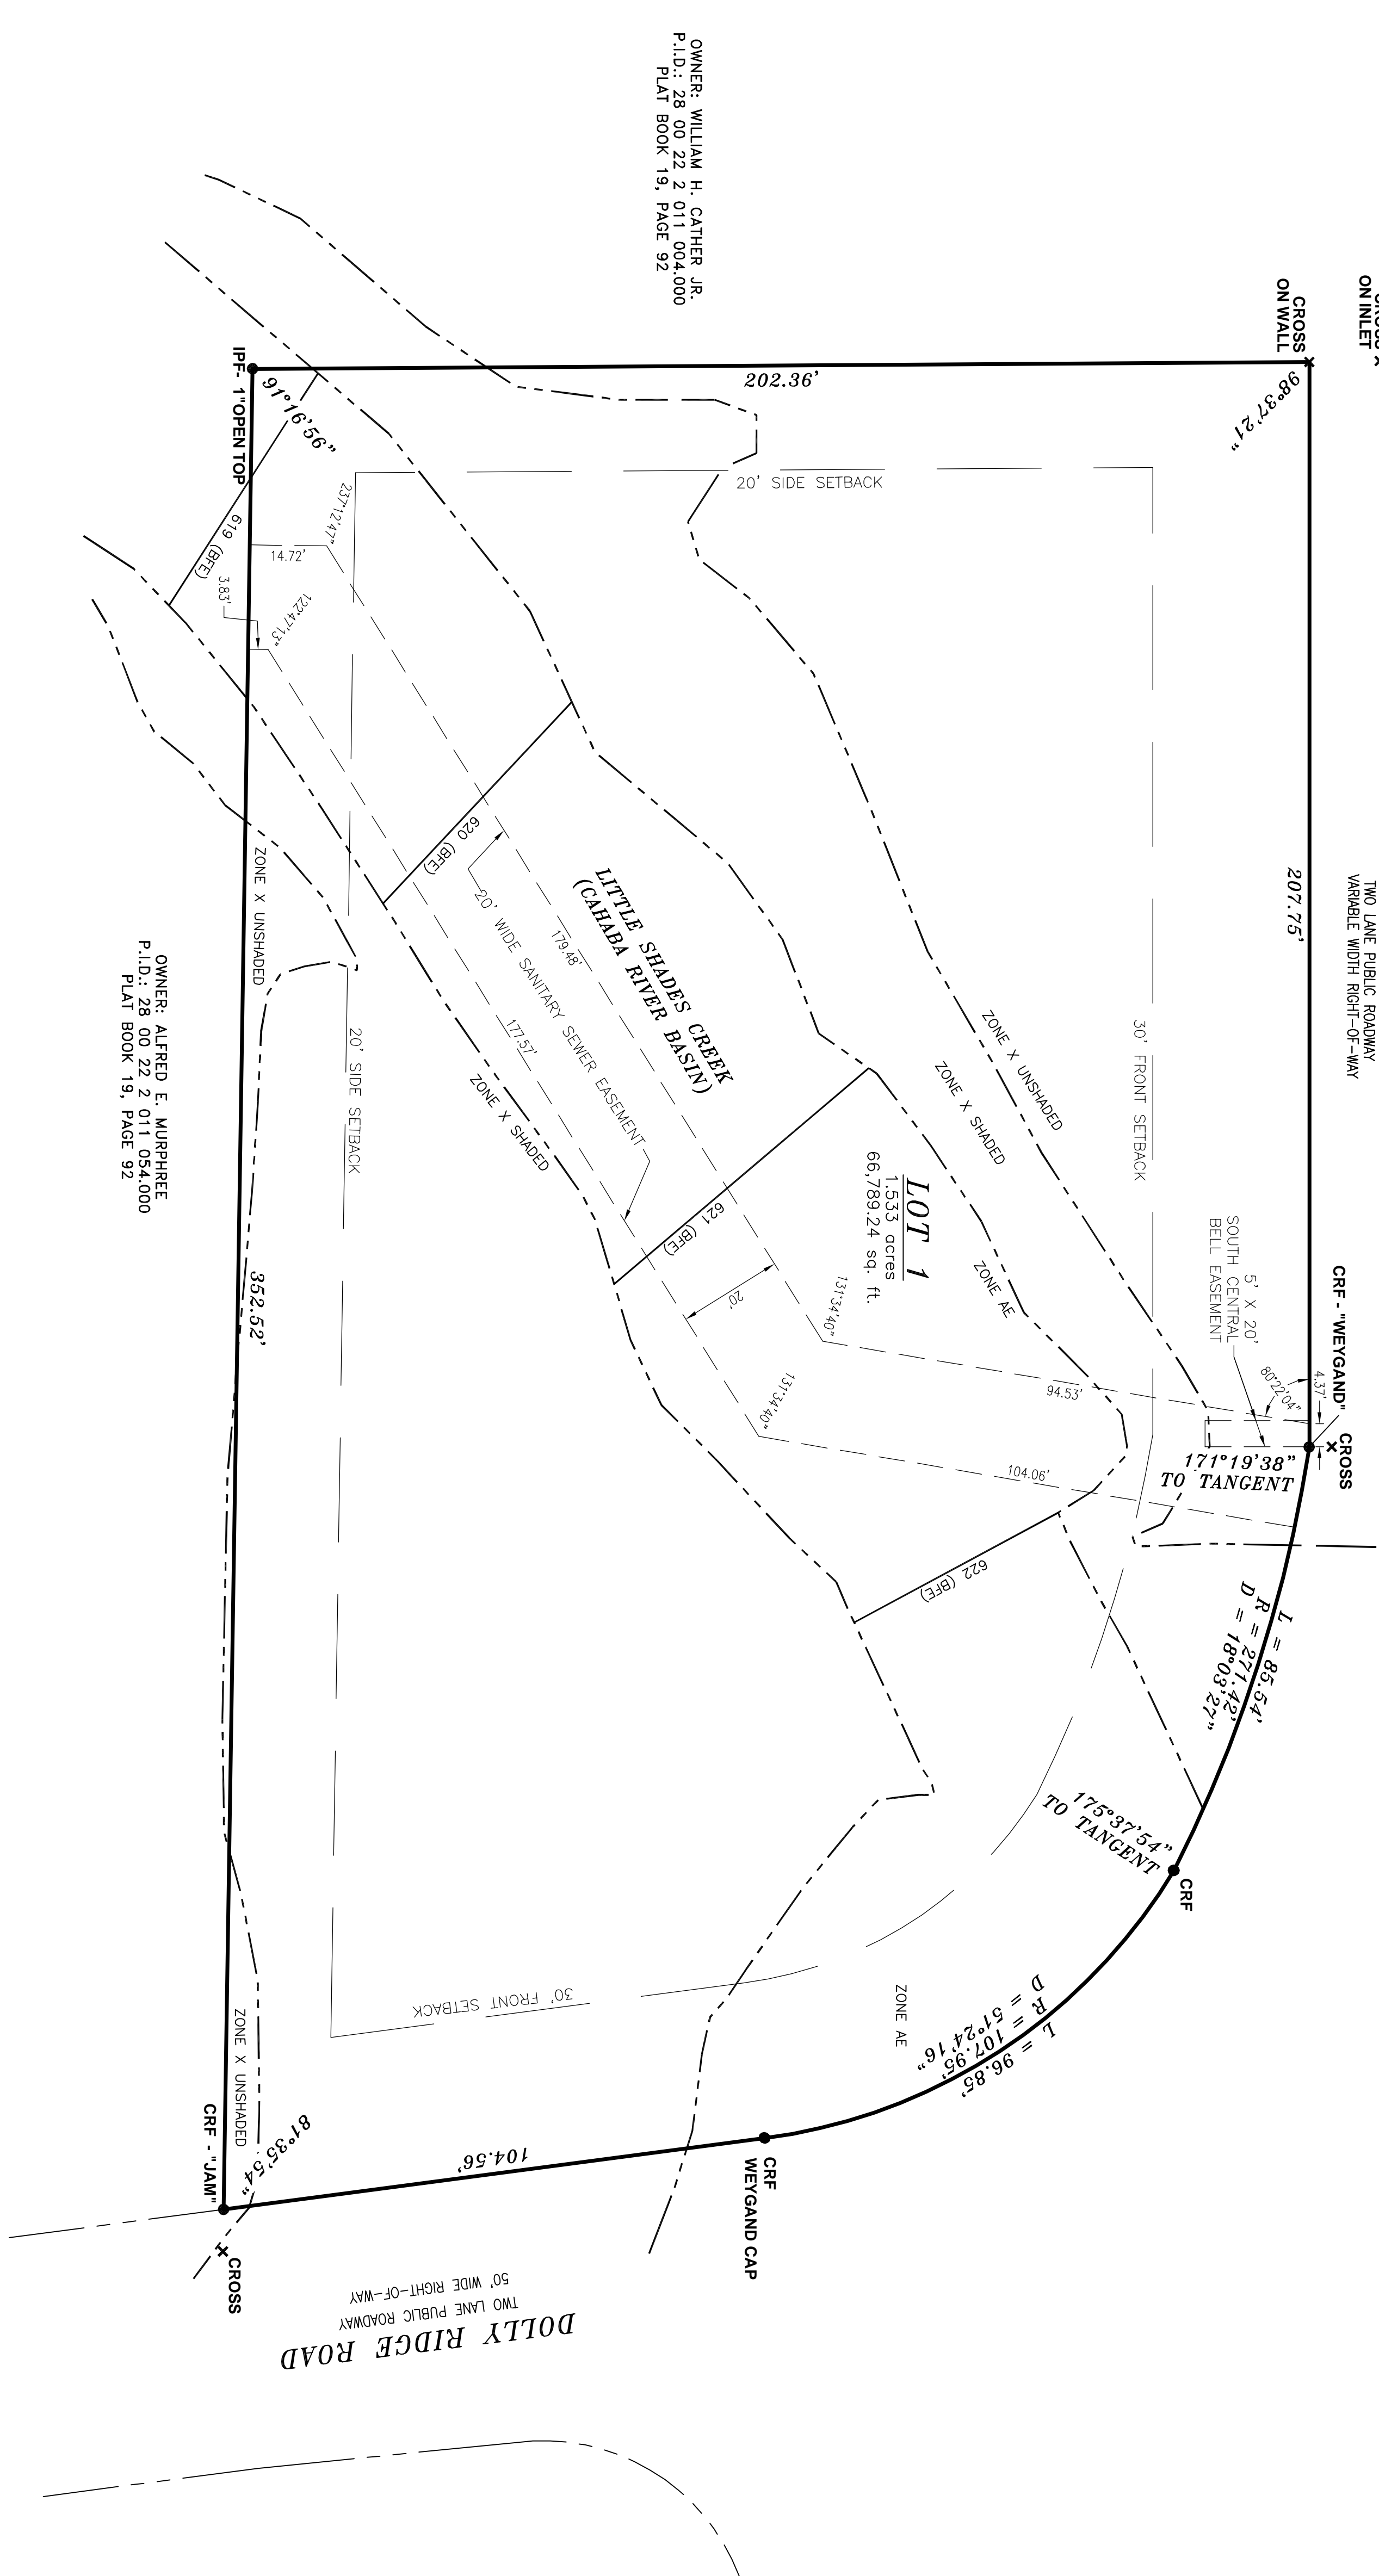 CROSS X
ON INLET
TWO LANE PUBLIC ROADWAY
VARIABLE WIDTH RIGHT-OF-WAY
CROSS
ON WALL
98°37'21"
207.75'
CRF - "WEYGAND"
CROSS
4.37'
80°22'04"
5' X 20'
SOUTH CENTRAL
BELL EASEMENT
171°19'38"
TO TANGENT
30' FRONT SETBACK
L = 85.54'
R = 271.42'
D = 18°03'27"
175°37'54"
TO TANGENT
CRF
OWNER: WILLIAM H. CATHER JR.
P.I.D.: 28 00 22 2 011 004.000
PLAT BOOK 19, PAGE 92
202.36'
20' SIDE SETBACK
ZONE X UNSHADED
ZONE X SHADED
ZONE AE
LOT 1
1.533 acres
66,789.24 sq. ft.
LITTLE SHADES CREEK
(CAHABA RIVER BASIN)
131°34'40"
94.53'
104.06'
131°34'40"
20'
622 (BFE)
621 (BFE)
620 (BFE)
619 (BFE)
179.48'
20' WIDE SANITARY SEWER EASEMENT
177.57'
ZONE X SHADED
237°12'47"
122°47'13"
14.72'
3.83'
91°16'56"
IPF- 1"OPEN TOP
ZONE X UNSHADED
20' SIDE SETBACK
352.52'
OWNER: ALFRED E. MURPHREE
P.I.D.: 28 00 22 2 011 054.000
PLAT BOOK 19, PAGE 92
ZONE AE
L = 96.85'
R = 107.95'
D = 51°24'16"
CRF
WEYGAND CAP
30' FRONT SETBACK
104.56'
ZONE X UNSHADED
81°35'54"
CRF - "JAM"
CROSS
DOLLY RIDGE ROAD
TWO LANE PUBLIC ROADWAY
50' WIDE RIGHT-OF-WAY